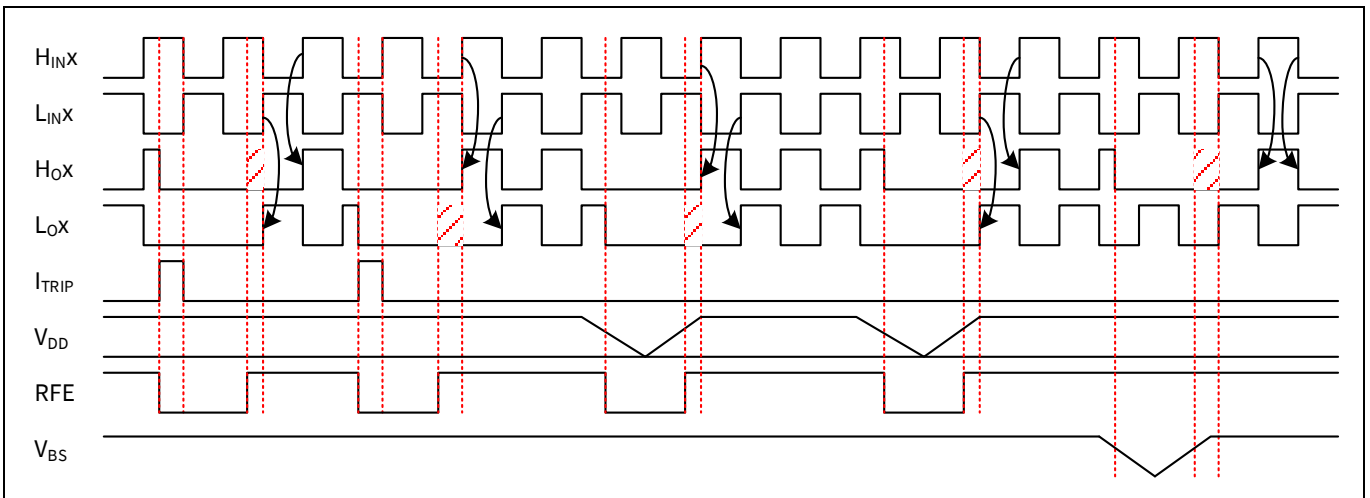 HINx
LINx
HOx
LOx
ITRIP
VDD
RFE
VBS